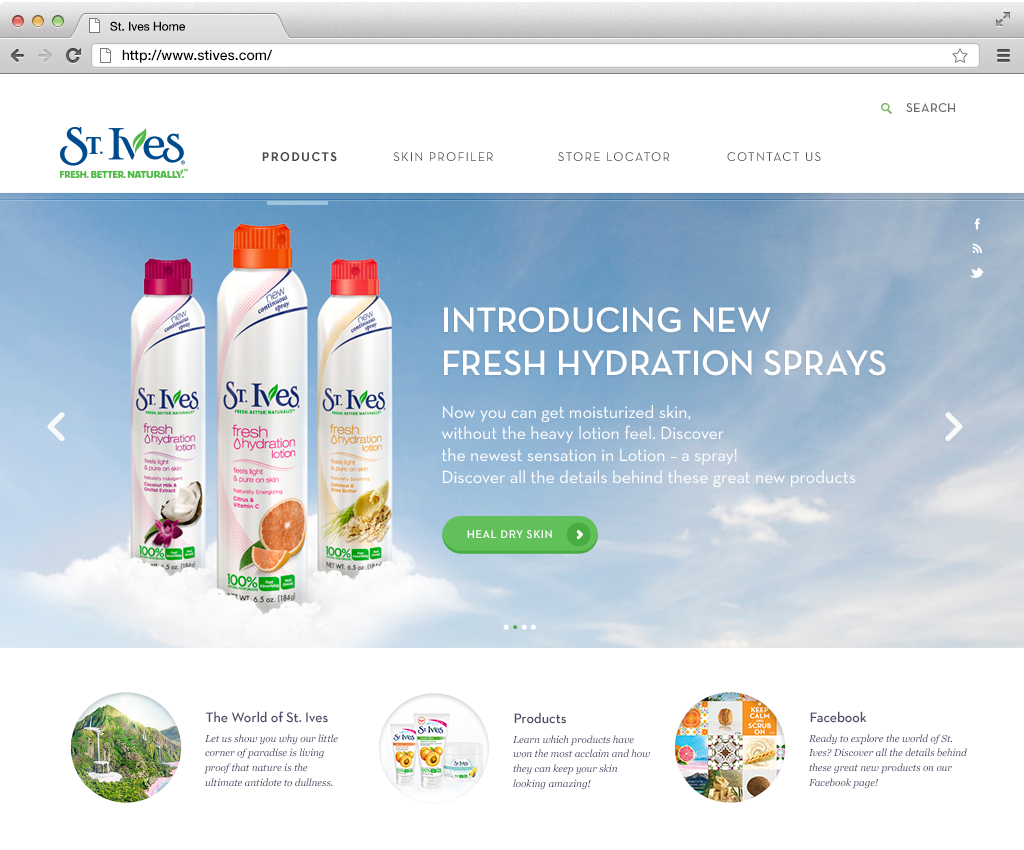 St. Ives Home
http://www.stives.com/
SEARCH
ST. IVES
FRESH. BETTER. NATURALLY.™
PRODUCTS
SKIN PROFILER
STORE LOCATOR
COTNTACT US
new
continuous
spray
ST. IVES
FRESH. BETTER. NATURALLY.
fresh
hydration
lotion
feels light
& pure on skin
Naturally Indulgent
Coconut Milk &
Orchid Extract
100%
NET WT. 6.5 oz.
new
continuous
spray
ST. IVES
FRESH. BETTER. NATURALLY.™
fresh
hydration
lotion
feels light
& pure on skin
Naturally Energizing
Citrus &
Vitamin C
100%
NET WT. 6.5 oz. (184g)
new
continuous
spray
ST. IVES
FRESH. BETTER. NATURALLY.
fresh
hydration
lotion
feels light
& pure on skin
Naturally Soothing
Oatmeal &
Shea Butter
100%
WT. 6.5 oz. (184g)
INTRODUCING NEW
FRESH HYDRATION SPRAYS
Now you can get moisturized skin,
without the heavy lotion feel. Discover
the newest sensation in Lotion – a spray!
Discover all the details behind these great new products
HEAL DRY SKIN
The World of St. Ives
Let us show you why our little
corner of paradise is living
proof that nature is the
ultimate antidote to dullness.
St. Ives
St. Ives
St. Ives
Products
Learn which products have
won the most acclaim and how
they can keep your skin
looking amazing!
KEEP
CALM
AND
SCRUB
ON
Facebook
Ready to explore the world of St.
Ives? Discover all the details behind
these great new products on our
Facebook page!